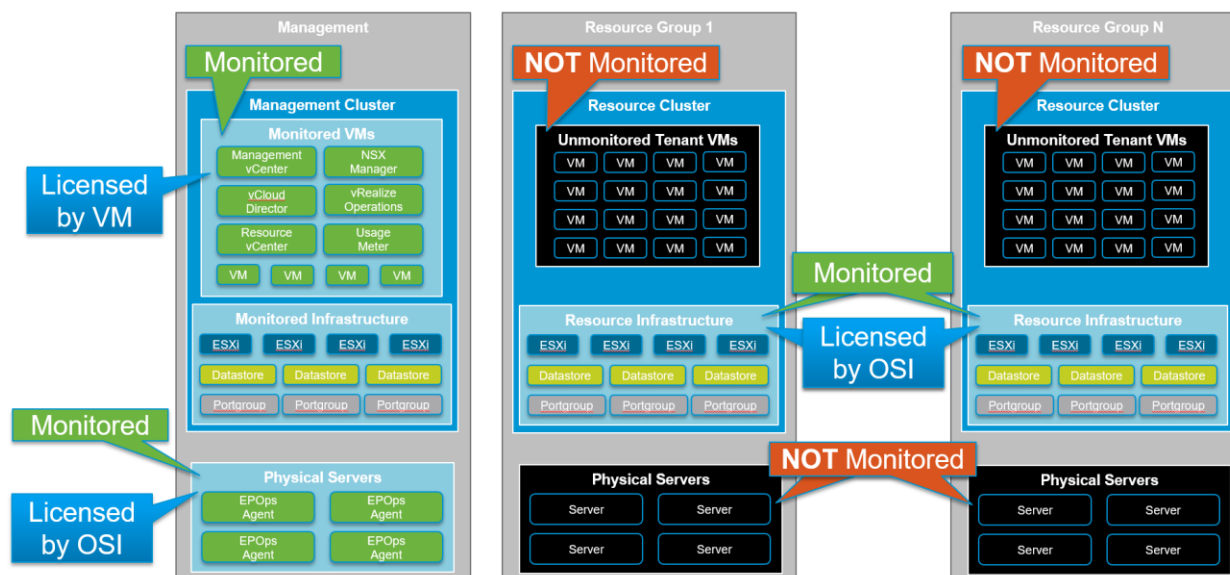 Management
Monitored
Management Cluster
Monitored VMs
Management
vCenter
NSX
Manager
vCloud
Director
vRealize
Operations
Resource
vCenter
Usage
Meter
VM VM VM VM
Licensed
by VM
Monitored Infrastructure
ESXi ESXi ESXi ESXi
Datastore Datastore Datastore
Portgroup Portgroup Portgroup
Monitored
Physical Servers
Licensed
by OSI
EPOps
Agent
EPOps
Agent
EPOps
Agent
EPOps
Agent
Resource Group 1
NOT Monitored
Resource Cluster
Unmonitored Tenant VMs
VM VM VM VM
VM VM VM VM
VM VM VM VM
VM VM VM VM
Monitored
Resource Infrastructure
Licensed
by OSI
ESXi ESXi ESXi ESXi
Datastore Datastore Datastore
Portgroup Portgroup Portgroup
NOT Monitored
Physical Servers
Server Server
Server Server
Resource Group N
NOT Monitored
Resource Cluster
Unmonitored Tenant VMs
VM VM VM VM
VM VM VM VM
VM VM VM VM
VM VM VM VM
Resource Infrastructure
ESXi ESXi ESXi ESXi
Datastore Datastore Datastore
Portgroup Portgroup Portgroup
Physical Servers
Server Server
Server Server